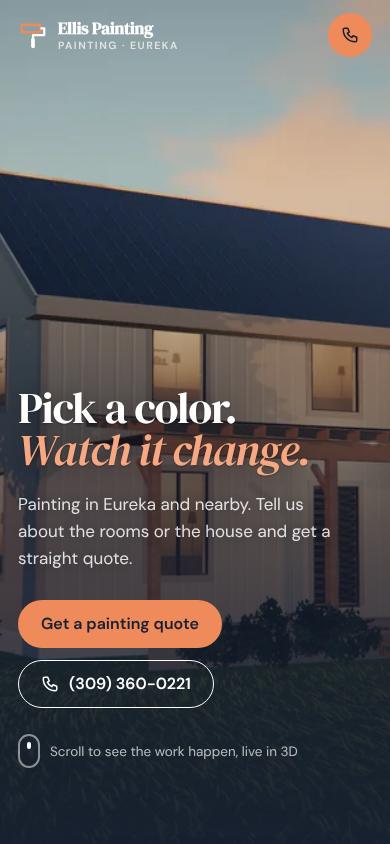 Ellis Painting
PAINTING · EUREKA
Pick a color.
Watch it change.
Painting in Eureka and nearby. Tell us
about the rooms or the house and get a
straight quote.
Get a painting quote
(309) 360-0221
Scroll to see the work happen, live in 3D